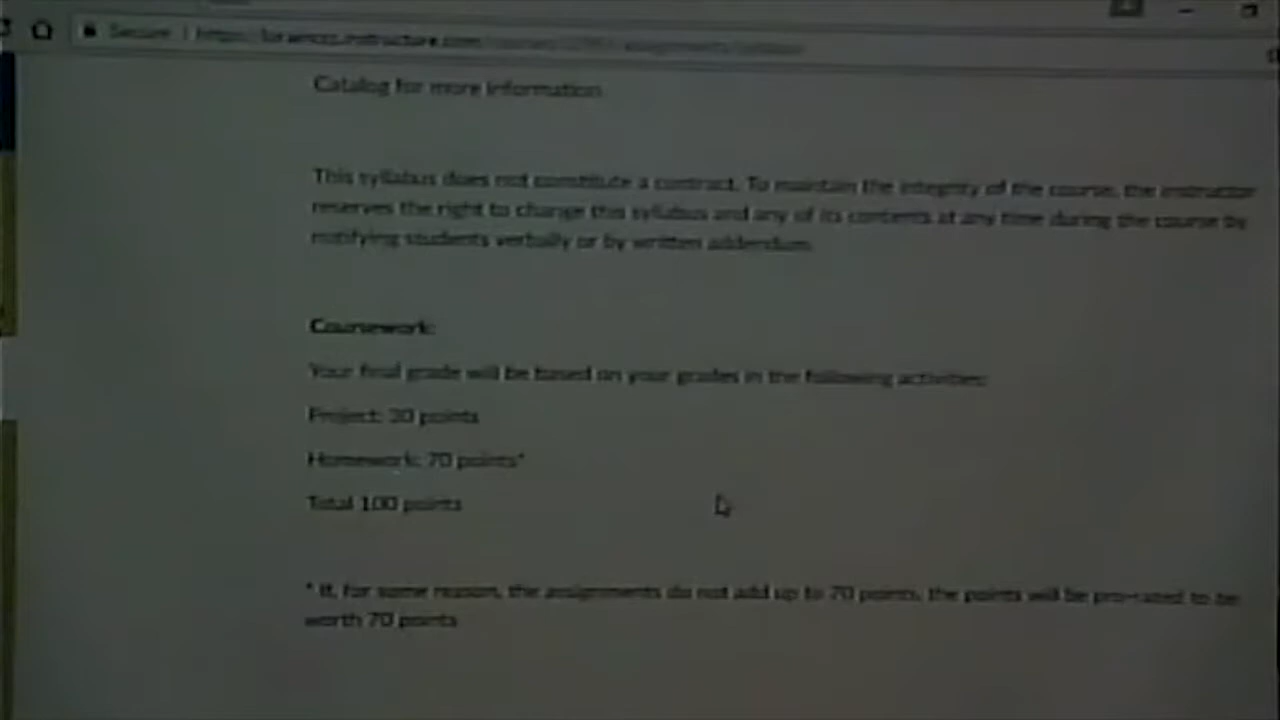 Secure | https://
Catalog for more information
This syllabus does not constitute a contract. To maintain the integrity of the course, the instructor
reserves the right to change this syllabus and any of its contents at any time during the course by
notifying students verbally or by written addendum.
Coursework:
Your final grade will be based on your grades in the following activities:
Project: 30 points
Homework: 70 points*
Total 100 points
* If, for some reason, the assignments do not add up to 70 points, the points will be pro-rated to be
worth 70 points